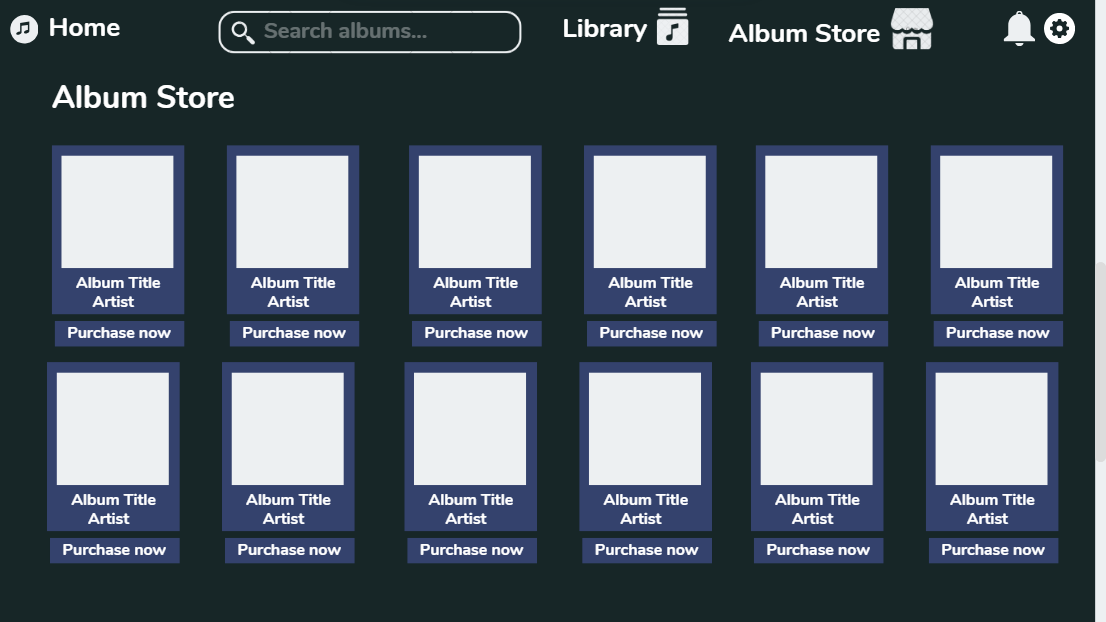 Home
Search albums...
Library
Album Store
Album Store
Album Title Album Title Album Title Album Title Album Title Album Title
Artist Artist Artist Artist Artist Artist
Purchase now Purchase now Purchase now Purchase now Purchase now Purchase now
Album Title Album Title Album Title Album Title Album Title Album Title
Artist Artist Artist Artist Artist Artist
Purchase now Purchase now Purchase now Purchase now Purchase now Purchase now